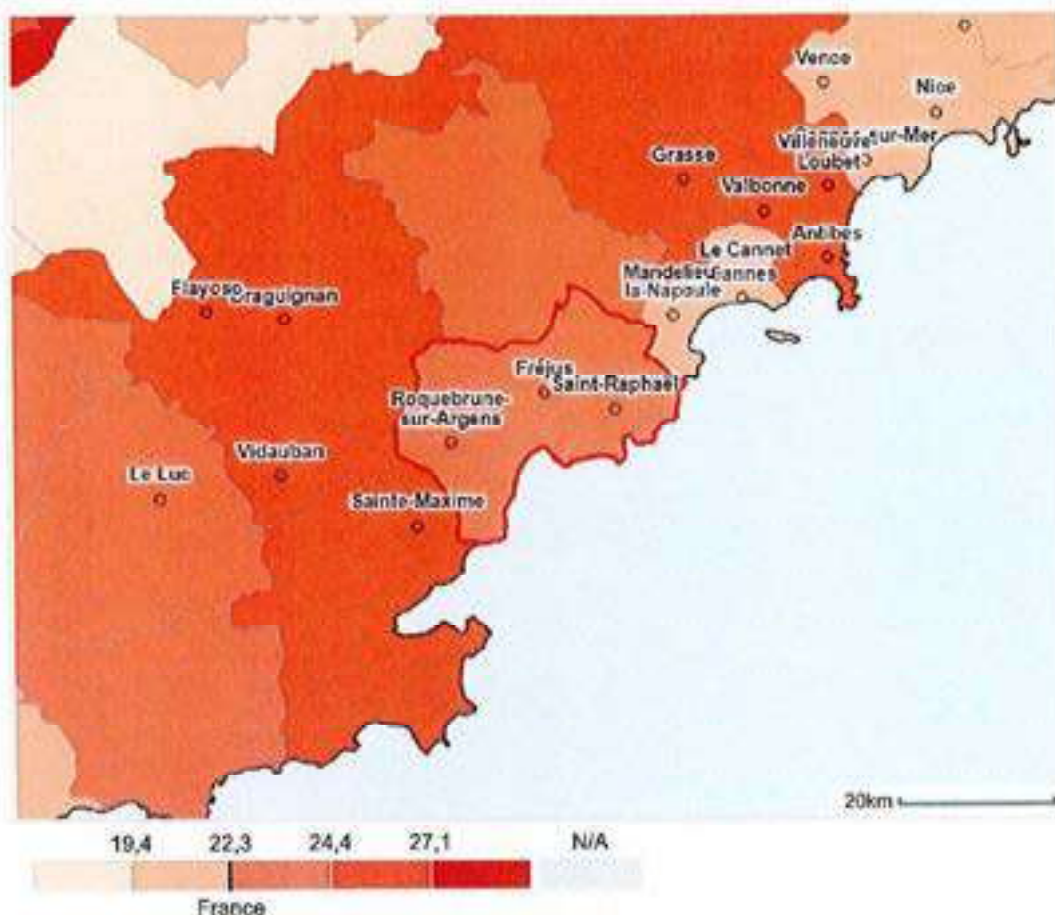 Vence
Nice
sur-Mer
Villeneuve
Loubet
Grasse
Valbonne
Antibes
Le Cannet
Cannes
Mandelieu
la-Napoule
Flayosc
Draguignan
Fréjus
Saint-Raphaël
Roquebrune-
sur-Argens
Le Luc
Vidauban
Sainte-Maxime
20km
19,4 22,3 24,4 27,1 N/A
France